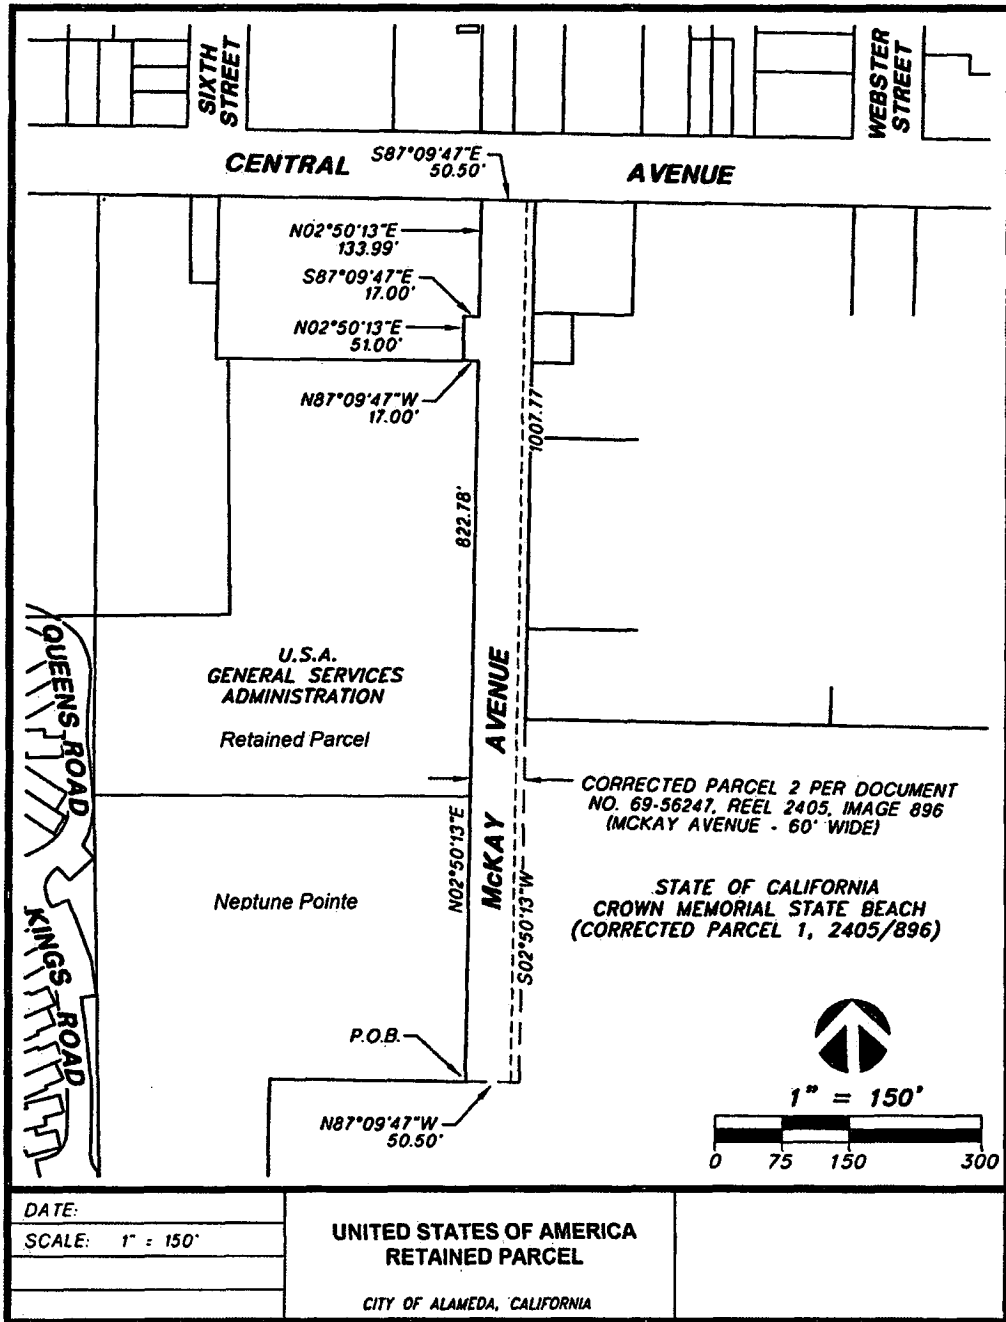 SIXTH
STREET
WEBSTER
STREET
CENTRAL
AVENUE
S87°09'47"E
50.50'
N02°50'13"E
133.99'
S87°09'47"E
17.00'
N02°50'13"E
51.00'
N87°09'47"W
17.00'
1007.77
822.78'
QUEENS ROAD
U.S.A.
GENERAL SERVICES
ADMINISTRATION
Retained Parcel
McKAY AVENUE
CORRECTED PARCEL 2 PER DOCUMENT
NO. 69-56247, REEL 2405, IMAGE 896
(MCKAY AVENUE - 60' WIDE)
N02°50'13"E
S02°50'13"W
Neptune Pointe
STATE OF CALIFORNIA
CROWN MEMORIAL STATE BEACH
(CORRECTED PARCEL 1, 2405/896)
KINGS ROAD
P.O.B.
N87°09'47"W
50.50'
1" = 150'
0 75 150 300
DATE:
SCALE: 1" = 150'
UNITED STATES OF AMERICA
RETAINED PARCEL
CITY OF ALAMEDA, CALIFORNIA